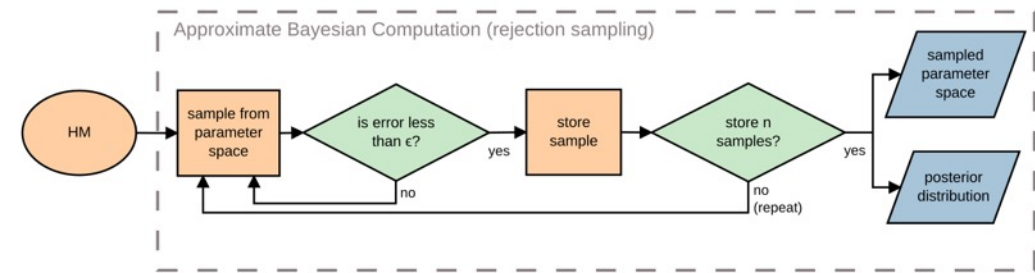 Approximate Bayesian Computation (rejection sampling)
HM
sample from
parameter
space
is error less
than ϵ?
yes
no
store
sample
store n
samples?
yes
no
(repeat)
sampled
parameter
space
posterior
distribution